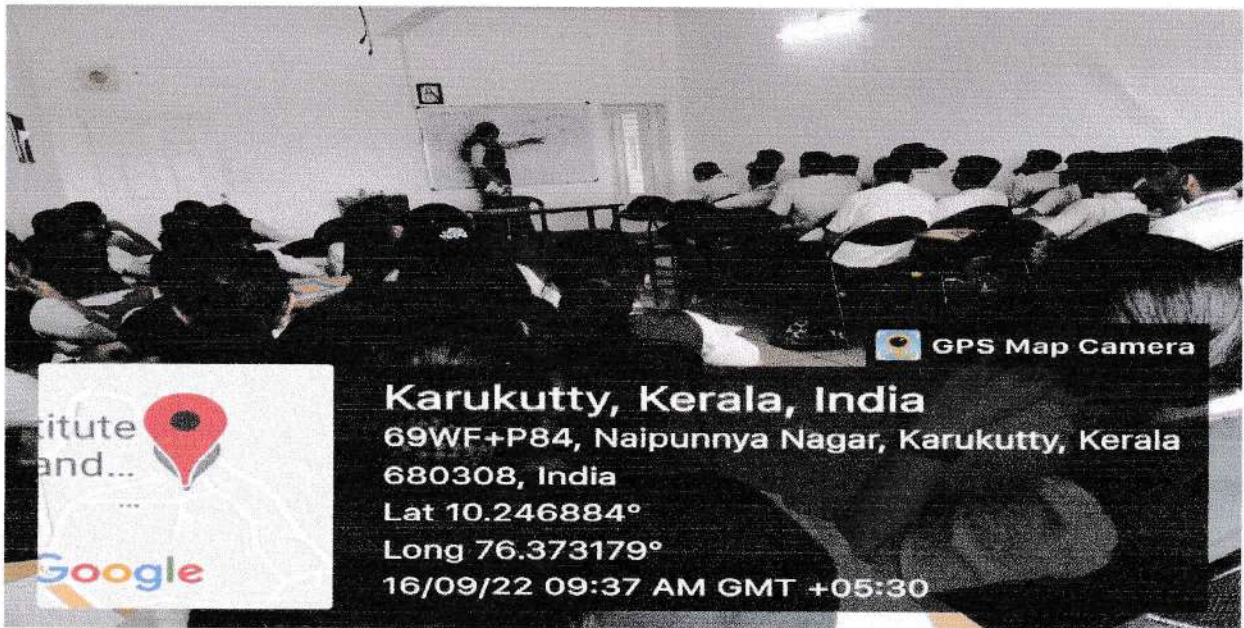 GPS Map Camera
Karukutty, Kerala, India
69WF+P84, Naipunnya Nagar, Karukutty, Kerala
680308, India
Lat 10.246884°
Long 76.373179°
16/09/22 09:37 AM GMT +05:30
itute
and...
...
Google